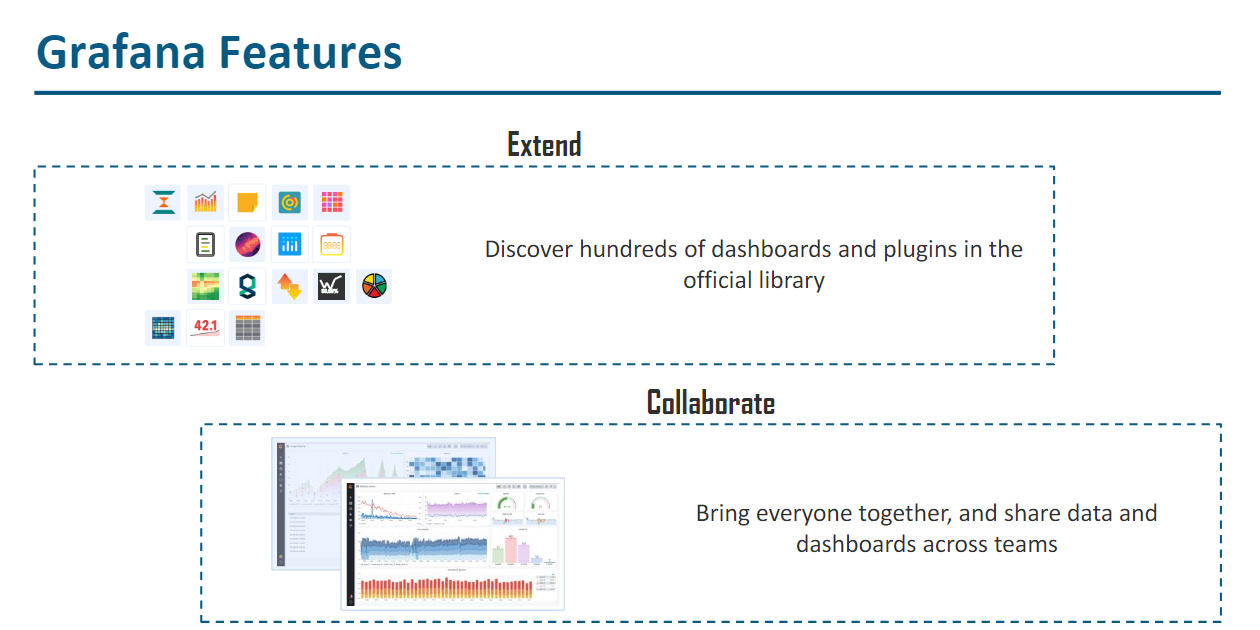 Grafana Features
Extend
Discover hundreds of dashboards and plugins in the
official library
42.1
Collaborate
Bring everyone together, and share data and
dashboards across teams